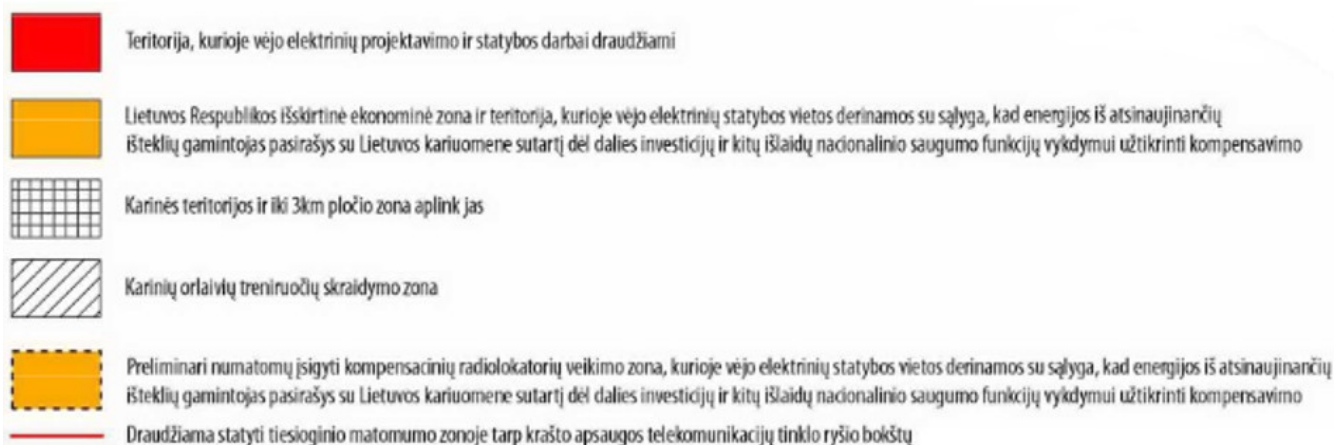 Teritorija, kurioje vėjo elektrinių projektavimo ir statybos darbai draudžiami
Lietuvos Respublikos išskirtinė ekonominė zona ir teritorija, kurioje vėjo elektrinių statybos vietos derinamos su sąlyga, kad energijos iš atsinaujinančių
išteklių gamintojas pasirašys su Lietuvos kariuomene sutartį dėl dalies investicijų ir kitų išlaidų nacionalinio saugumo funkcijų vykdymui užtikrinti kompensavimo
Karinės teritorijos ir iki 3km pločio zona aplink jas
Karinių orlaivių treniruočių skraidymo zona
Preliminari numatomų įsigyti kompensacinių radiolokatorių veikimo zona, kurioje vėjo elektrinių statybos vietos derinamos su sąlyga, kad energijos iš atsinaujinančių
išteklių gamintojas pasirašys su Lietuvos kariuomene sutartį dėl dalies investicijų ir kitų išlaidų nacionalinio saugumo funkcijų vykdymui užtikrinti kompensavimo
Draudžiama statyti tiesioginio matomumo zonoje tarp krašto apsaugos telekomunikacijų tinklo ryšio bokštų